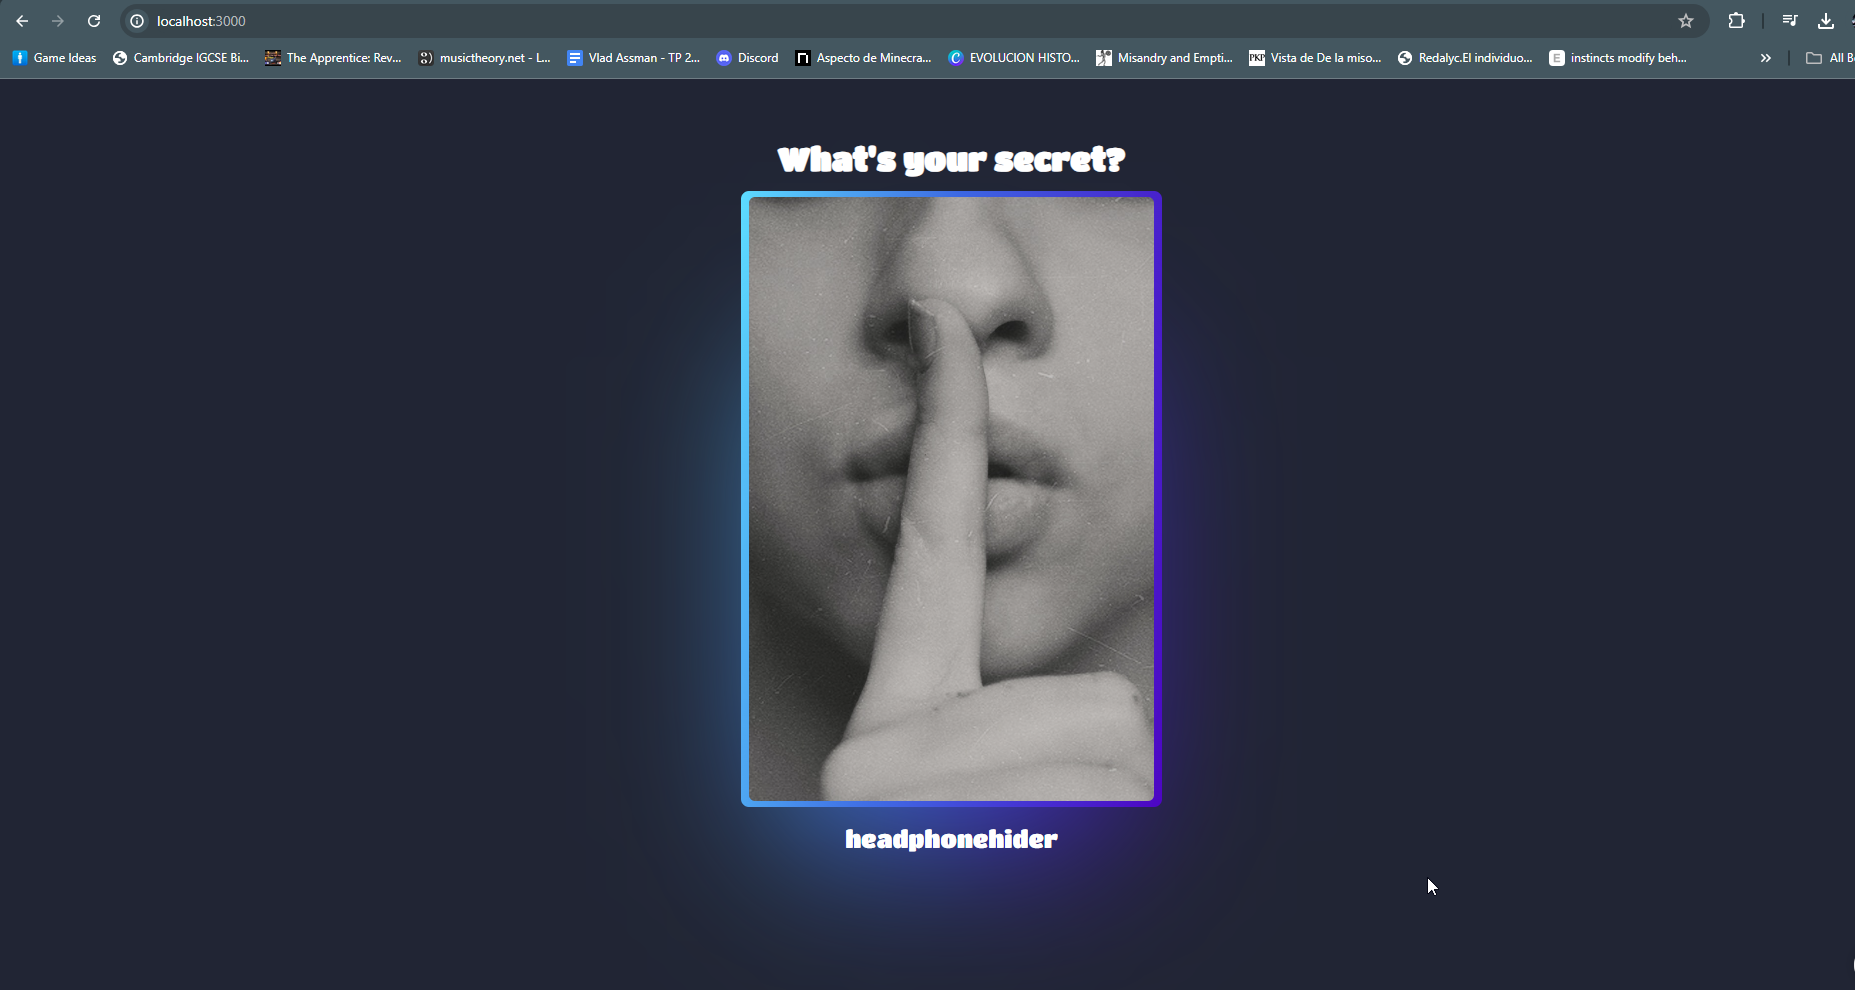 localhost:3000
Game Ideas Cambridge IGCSE Bi... The Apprentice: Rev... musictheory.net - L... Vlad Assman - TP 2... Discord Aspecto de Minecra... EVOLUCION HISTO... Misandry and Empti... PKP Vista de De la miso... Redalyc.El individuo... E instincts modify beh... » All B
What's your secret?
headphonehider